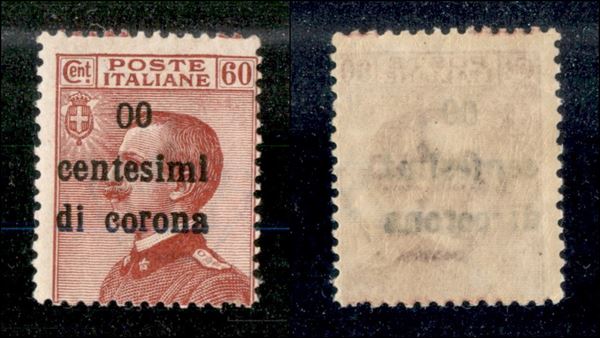 Cent. POSTE 60
ITALIANE
00
centesimi
di corona